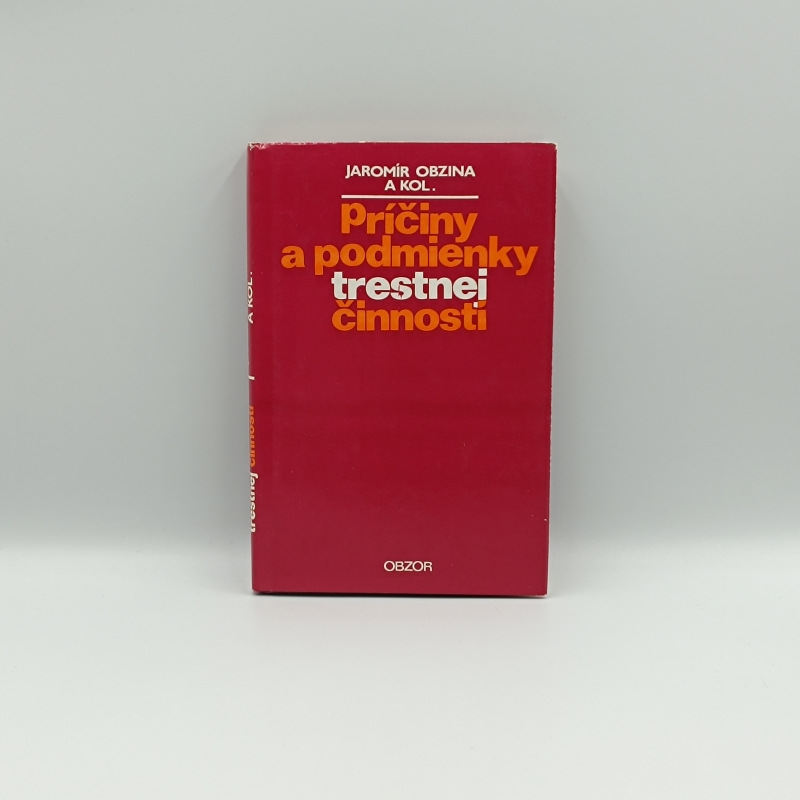 JAROMÍR OBZINA
A KOL.
Príčiny
a podmienky
trestnej
činnosti
OBZOR
A KOL.
trestnej činnosti